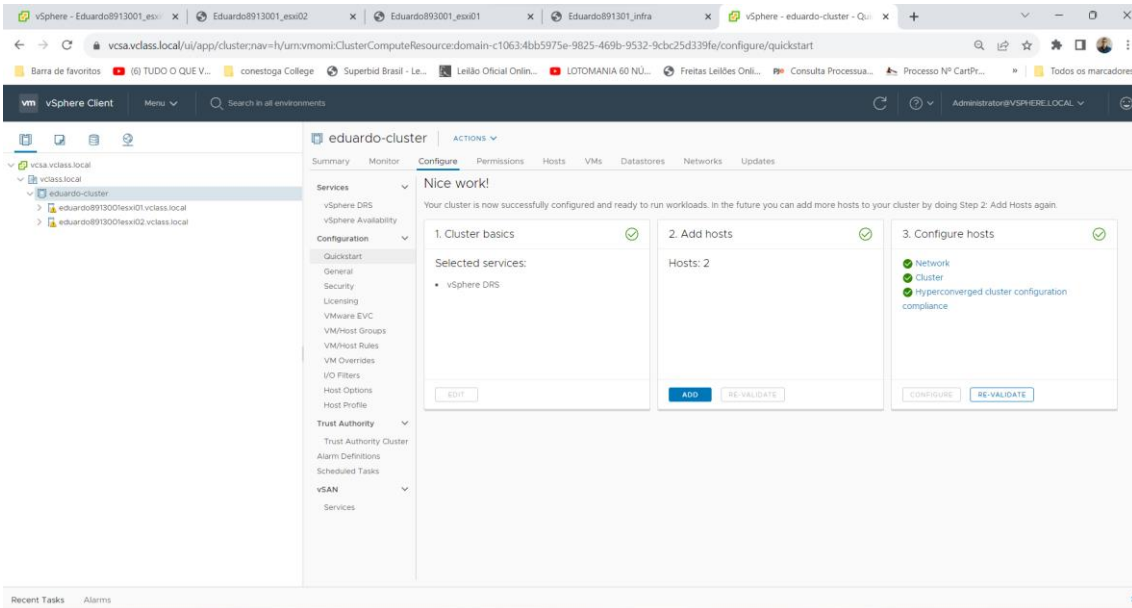 vSphere - Eduardo8913001_esxi
Eduardo8913001_esxi02
Eduardo893001_esxi01
Eduardo891301_infra
vSphere - eduardo-cluster - Qui
vcsa.vclass.local/ui/app/cluster;nav=h/urn:vmomi:ClusterComputeResource:domain-c1063:4bb5975e-9825-469b-9532-9cbc25d339fe/configure/quickstart
Barra de favoritos
(6) TUDO O QUE V...
conestoga College
Superbid Brasil - Le...
Leilão Oficial Onlin...
LOTOMANIA 60 NÚ...
Freitas Leilões Onli...
Consulta Processua...
Processo Nº CartPr...
Todos os marcadores
vm vSphere Client
Menu
Search in all environments
Administrator@VSPHERE.LOCAL
vcsa.vclass.local
vclass.local
eduardo-cluster
eduardo8913001esxi01.vclass.local
eduardo8913001esxi02.vclass.local
eduardo-cluster
ACTIONS
Summary Monitor Configure Permissions Hosts VMs Datastores Networks Updates
Services
vSphere DRS
vSphere Availability
Configuration
Quickstart
General
Security
Licensing
VMware EVC
VM/Host Groups
VM/Host Rules
VM Overrides
I/O Filters
Host Options
Host Profile
Trust Authority
Trust Authority Cluster
Alarm Definitions
Scheduled Tasks
vSAN
Services
Nice work!
Your cluster is now successfully configured and ready to run workloads. In the future you can add more hosts to your cluster by doing Step 2: Add Hosts again.
1. Cluster basics
Selected services:
• vSphere DRS
EDIT
2. Add hosts
Hosts: 2
ADD RE-VALIDATE
3. Configure hosts
Network
Cluster
Hyperconverged cluster configuration
compliance
CONFIGURE RE-VALIDATE
Recent Tasks Alarms